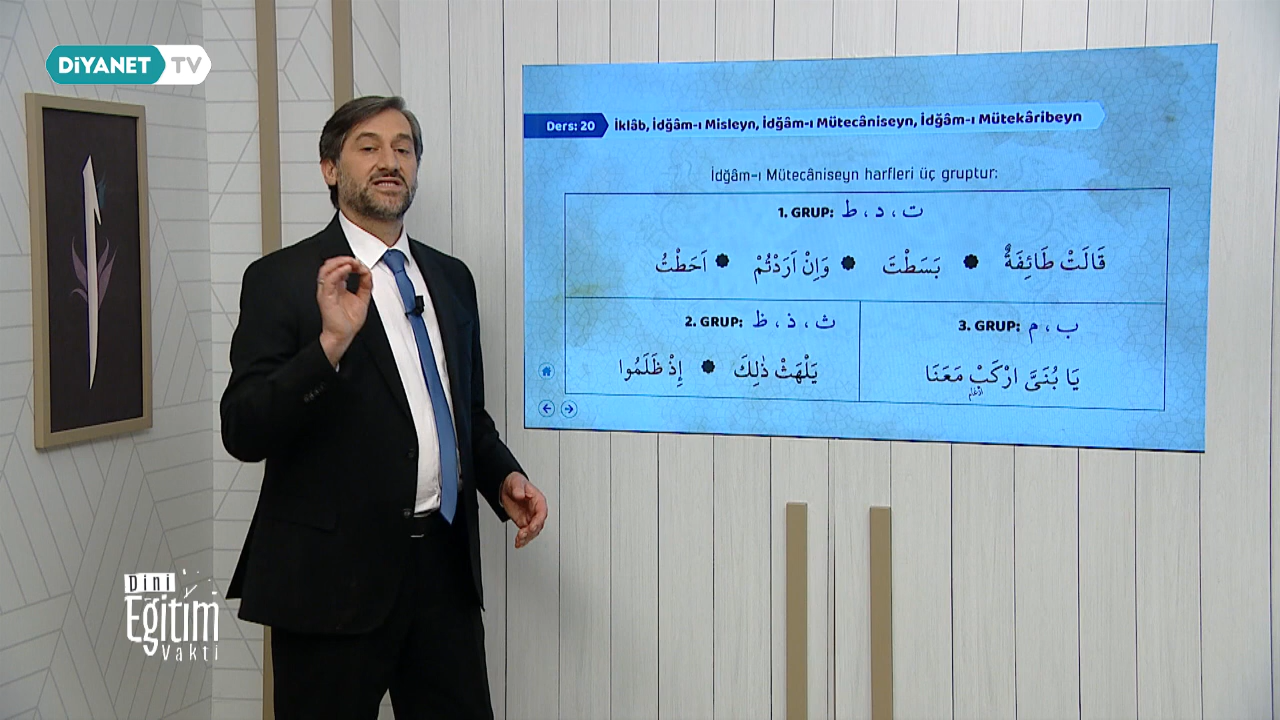 DİYANET TV
Ders: 20 İklâb, İdğâm-ı Misleyn, İdğâm-ı Mütecâniseyn, İdğâm-ı Mütekâribeyn
İdğâm-ı Mütecâniseyn harfleri üç gruptur:
1. GRUP: ت ، د ، ط
قَالَتْ طَائِفَةٌ ● بَسَطْتَ ● وَاِنْ اَرَدْتُمْ ● اَحَطْتُ
2. GRUP: ث ، ذ ، ظ
يَلْهَثْ ذٰلِكَ ● اِذْ ظَلَمُوا
3. GRUP: ب ، م
يَا بُنَىَّ ارْكَبْ مَعَنَا
Dini
Eğitim
Vakti